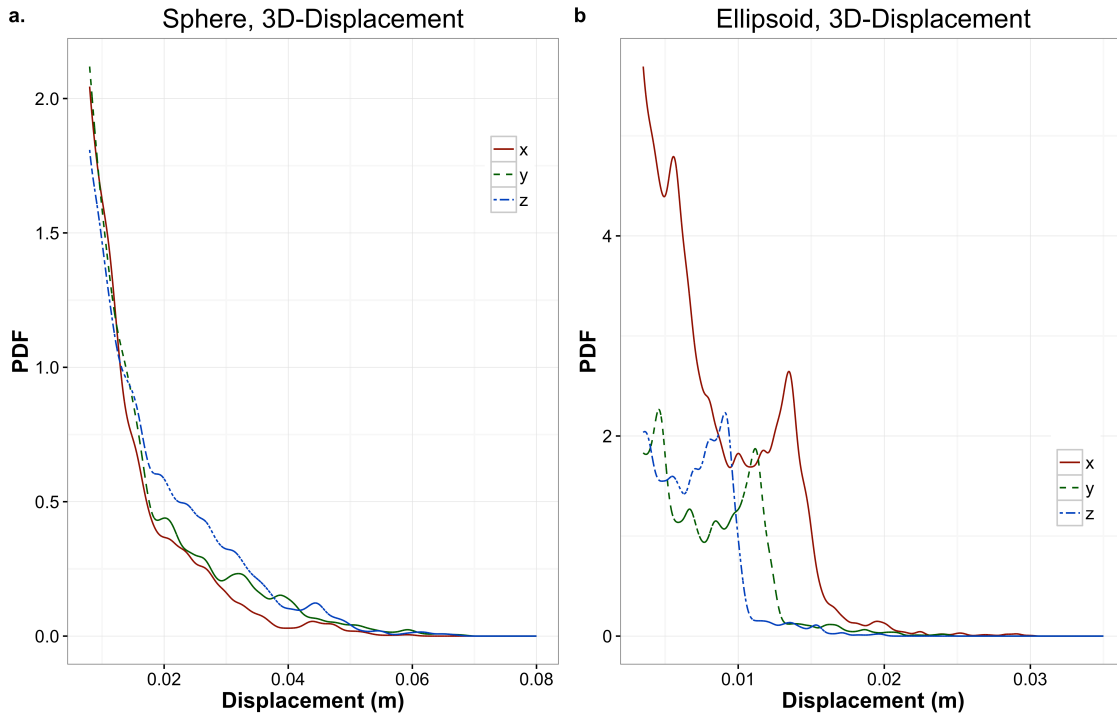 a.
Sphere, 3D-Displacement
PDF
2.0
1.5
1.0
0.5
0.0
x
y
z
0.02
0.04
0.06
0.08
Displacement (m)
b
Ellipsoid, 3D-Displacement
PDF
4
2
0
x
y
z
0.01
0.02
0.03
Displacement (m)